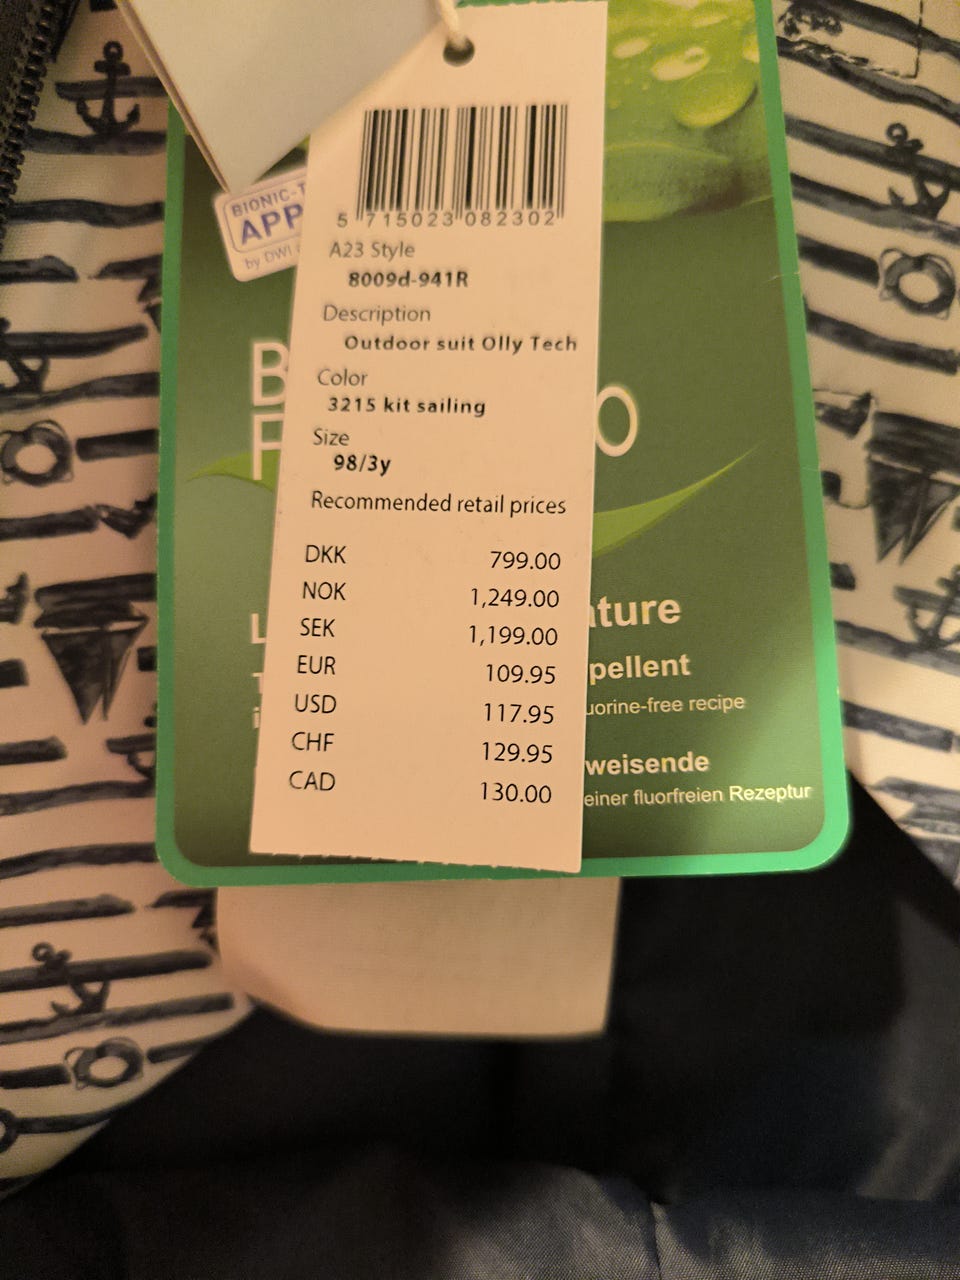 5 715023 082302
A23 Style
8009d-941R
Description
Outdoor suit Olly Tech
Color
3215 kit sailing
Size
98/3y
Recommended retail prices
DKK 799.00
NOK 1,249.00
SEK 1,199.00
EUR 109.95
USD 117.95
CHF 129.95
CAD 130.00
BIONIC-T
APP
by DWI
B
F O
L ature
T pellent
i uorine-free recipe
weisende
einer fluorfreien Rezeptur